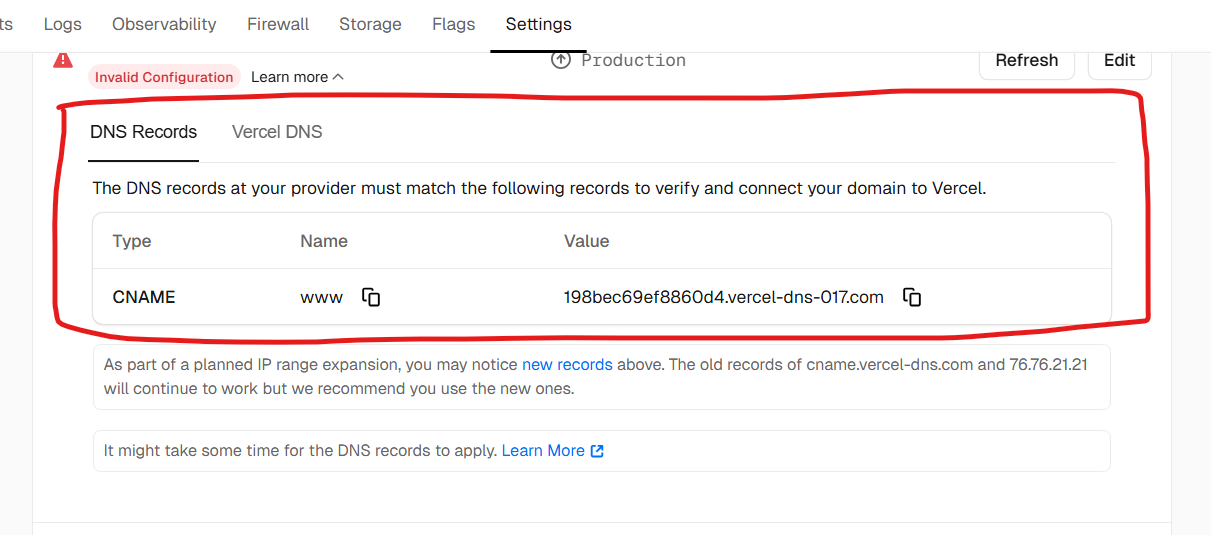 ts Logs Observability Firewall Storage Flags Settings
Invalid Configuration Learn more Production Refresh Edit
DNS Records Vercel DNS
The DNS records at your provider must match the following records to verify and connect your domain to Vercel.
Type Name Value
CNAME www 198bec69ef8860d4.vercel-dns-017.com
As part of a planned IP range expansion, you may notice new records above. The old records of cname.vercel-dns.com and 76.76.21.21
will continue to work but we recommend you use the new ones.
It might take some time for the DNS records to apply. Learn More